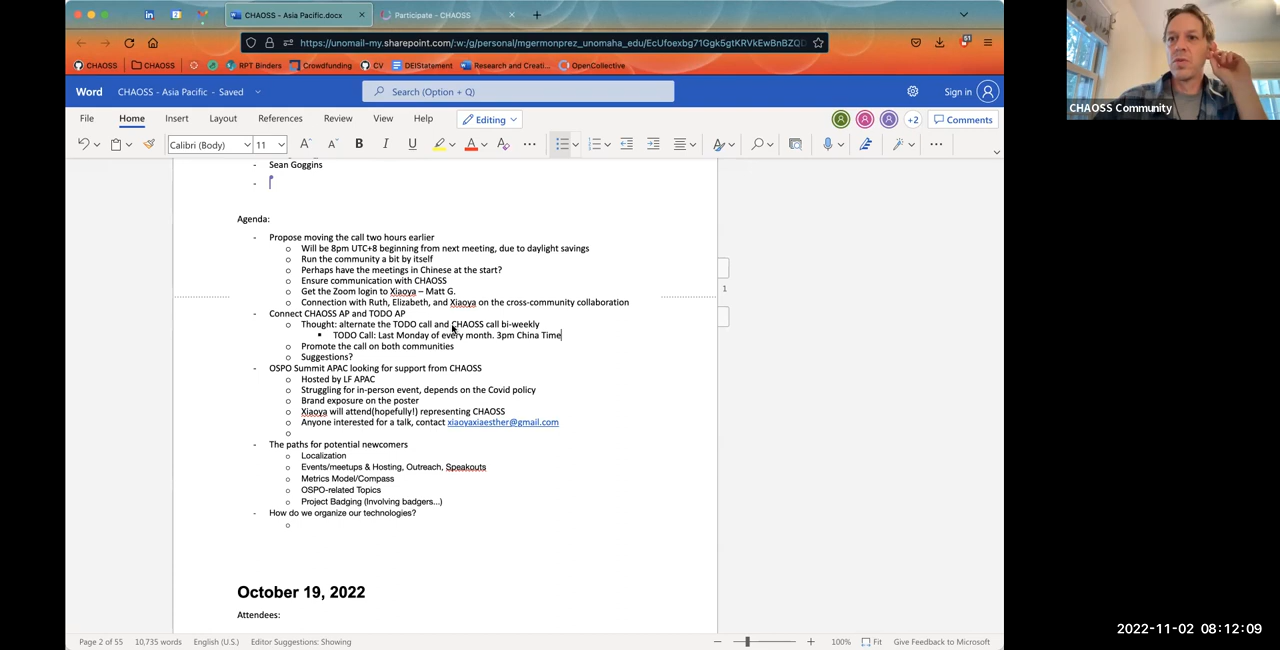 CHAOSS - Asia Pacific.docx
Participate - CHAOSS
https://unomail-my.sharepoint.com/:w:/g/personal/mgermonprez_unomaha_edu/EcUfoexbg71Ggk5gtKRVkEwBnBZQD
51
CHAOSS
CHAOSS
RPT Binders
Crowdfunding
CV
DEIStatement
Research and Creati...
OpenCollective
Word
CHAOSS - Asia Pacific - Saved
Search (Option + Q)
Sign in
File
Home
Insert
Layout
References
Review
View
Help
Editing
+2
Comments
Calibri (Body)
11
Sean Goggins
Agenda:
- Propose moving the call two hours earlier
o Will be 8pm UTC+8 beginning from next meeting, due to daylight savings
o Run the community a bit by itself
o Perhaps have the meetings in Chinese at the start?
o Ensure communication with CHAOSS
o Get the Zoom login to Xiaoya – Matt G.
o Connection with Ruth, Elizabeth, and Xiaoya on the cross-community collaboration
- Connect CHAOSS AP and TODO AP
o Thought: alternate the TODO call and CHAOSS call bi-weekly
▪ TODO Call: Last Monday of every month. 3pm China Time
o Promote the call on both communities
o Suggestions?
- OSPO Summit APAC looking for support from CHAOSS
o Hosted by LF APAC
o Struggling for in-person event, depends on the Covid policy
o Brand exposure on the poster
o Xiaoya will attend(hopefully!) representing CHAOSS
o Anyone interested for a talk, contact xiaoyaxiaesther@gmail.com
o
- The paths for potential newcomers
o Localization
o Events/meetups & Hosting, Outreach, Speakouts
o Metrics Model/Compass
o OSPO-related Topics
o Project Badging (Involving badgers...)
- How do we organize our technologies?
o
October 19, 2022
Attendees:
1
Page 2 of 55
10,735 words
English (U.S.)
Editor Suggestions: Showing
100%
Fit
Give Feedback to Microsoft
CHAOSS Community
2022-11-02 08:12:09